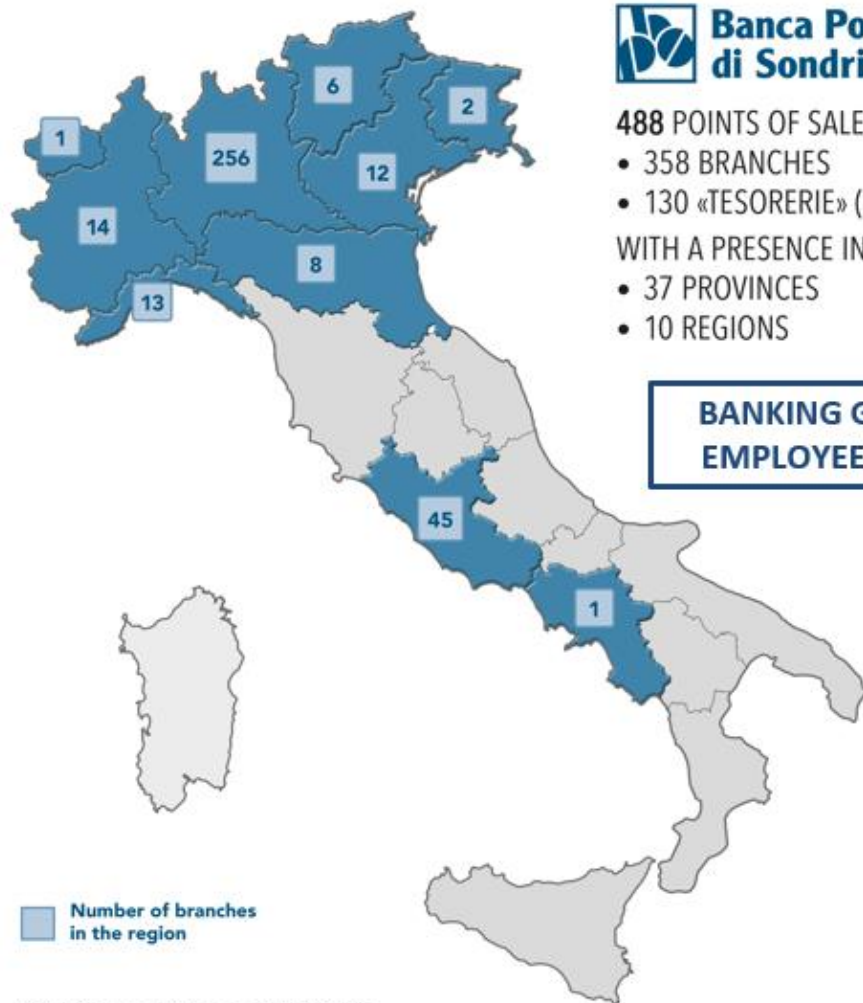 Banca Po
di Sondri
488 POINTS OF SALE
• 358 BRANCHES
• 130 «TESORERIE» (
WITH A PRESENCE IN
• 37 PROVINCES
• 10 REGIONS
BANKING G
EMPLOYEE
6
2
1
256
12
14
8
13
45
1
Number of branches
in the region